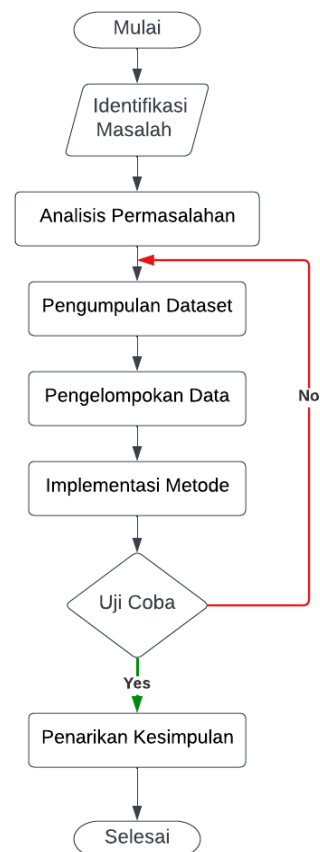 Mulai
Identifikasi
Masalah
Analisis Permasalahan
Pengumpulan Dataset
Pengelompokan Data
No
Implementasi Metode
Uji Coba
Yes
Penarikan Kesimpulan
Selesai